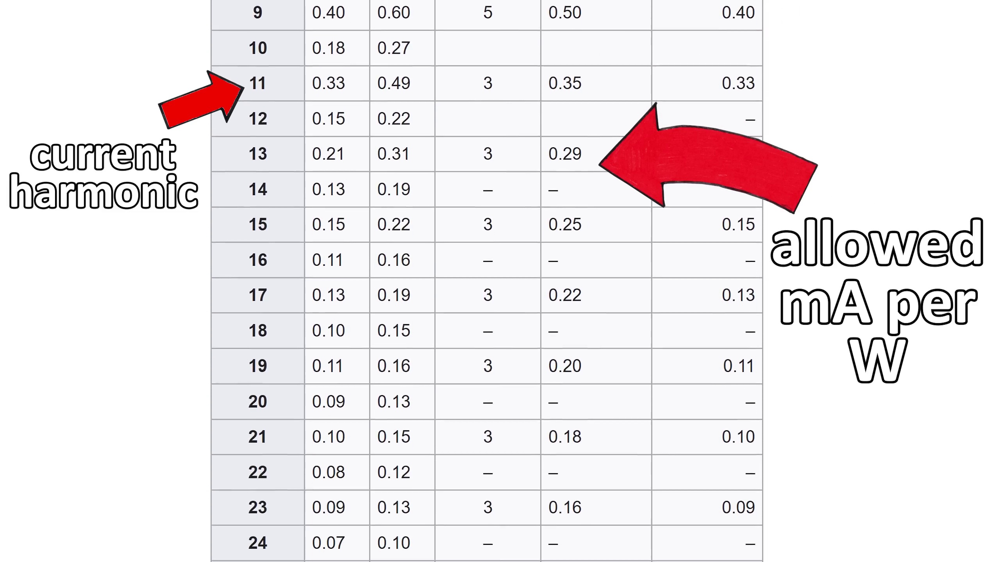 9 0.40 0.60 5 0.50 0.40
10 0.18 0.27
11 0.33 0.49 3 0.35 0.33
12 0.15 0.22 –
13 0.21 0.31 3 0.29
14 0.13 0.19 – –
15 0.15 0.22 3 0.25 0.15
16 0.11 0.16 – – –
17 0.13 0.19 3 0.22 0.13
18 0.10 0.15 – – –
19 0.11 0.16 3 0.20 0.11
20 0.09 0.13 – – –
21 0.10 0.15 3 0.18 0.10
22 0.08 0.12 – – –
23 0.09 0.13 3 0.16 0.09
24 0.07 0.10 – – –
current
harmonic
allowed
mA per
W